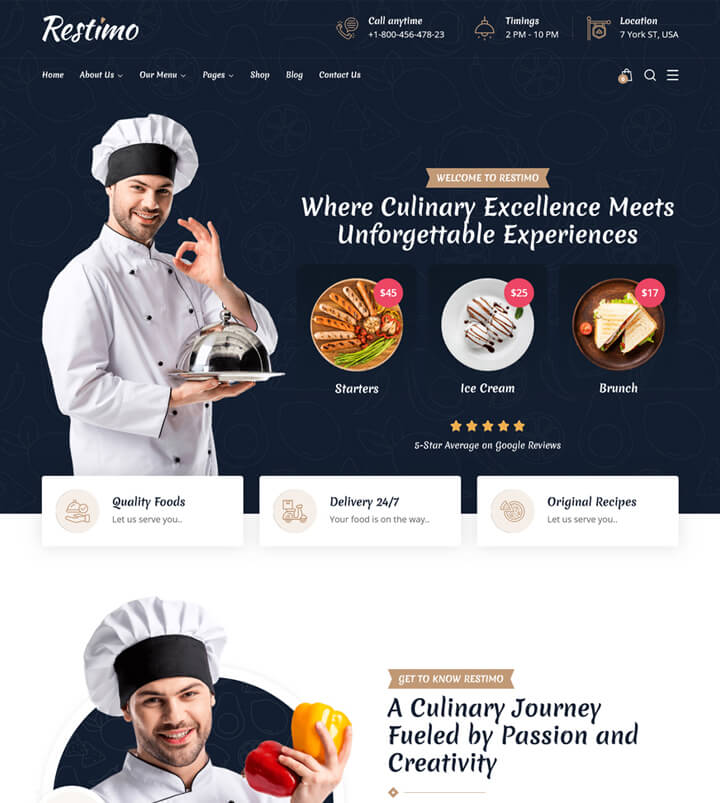 Restimo
Call anytime
+1-800-456-478-23
Timings
2 PM - 10 PM
Location
7 York ST, USA
Home
About Us
Our Menu
Pages
Shop
Blog
Contact Us
WELCOME TO RESTIMO
Where Culinary Excellence Meets
Unforgettable Experiences
$45
$25
$17
Starters
Ice Cream
Brunch
5-Star Average on Google Reviews
Quality Foods
Let us serve you..
Delivery 24/7
Your food is on the way..
Original Recipes
Let us serve you..
GET TO KNOW RESTIMO
A Culinary Journey
Fueled by Passion and
Creativity